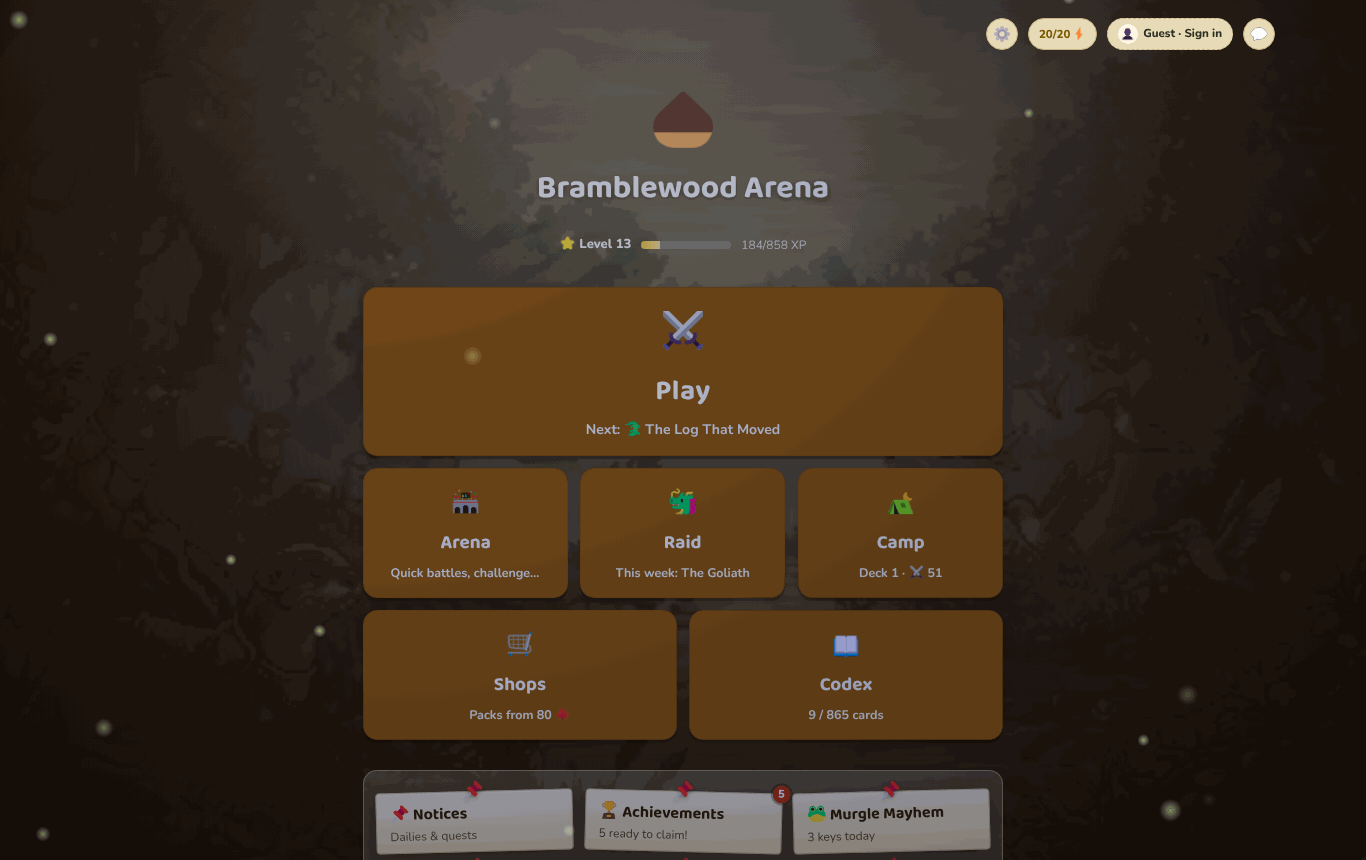 20/20
Guest · Sign in
Bramblewood Arena
Level 13
184/858 XP
Play
Next: The Log That Moved
Arena
Quick battles, challenge...
Raid
This week: The Goliath
Camp
Deck 1 · 51
Shops
Packs from 80
Codex
9 / 865 cards
Notices
Dailies & quests
Achievements
5 ready to claim!
5
Murgle Mayhem
3 keys today